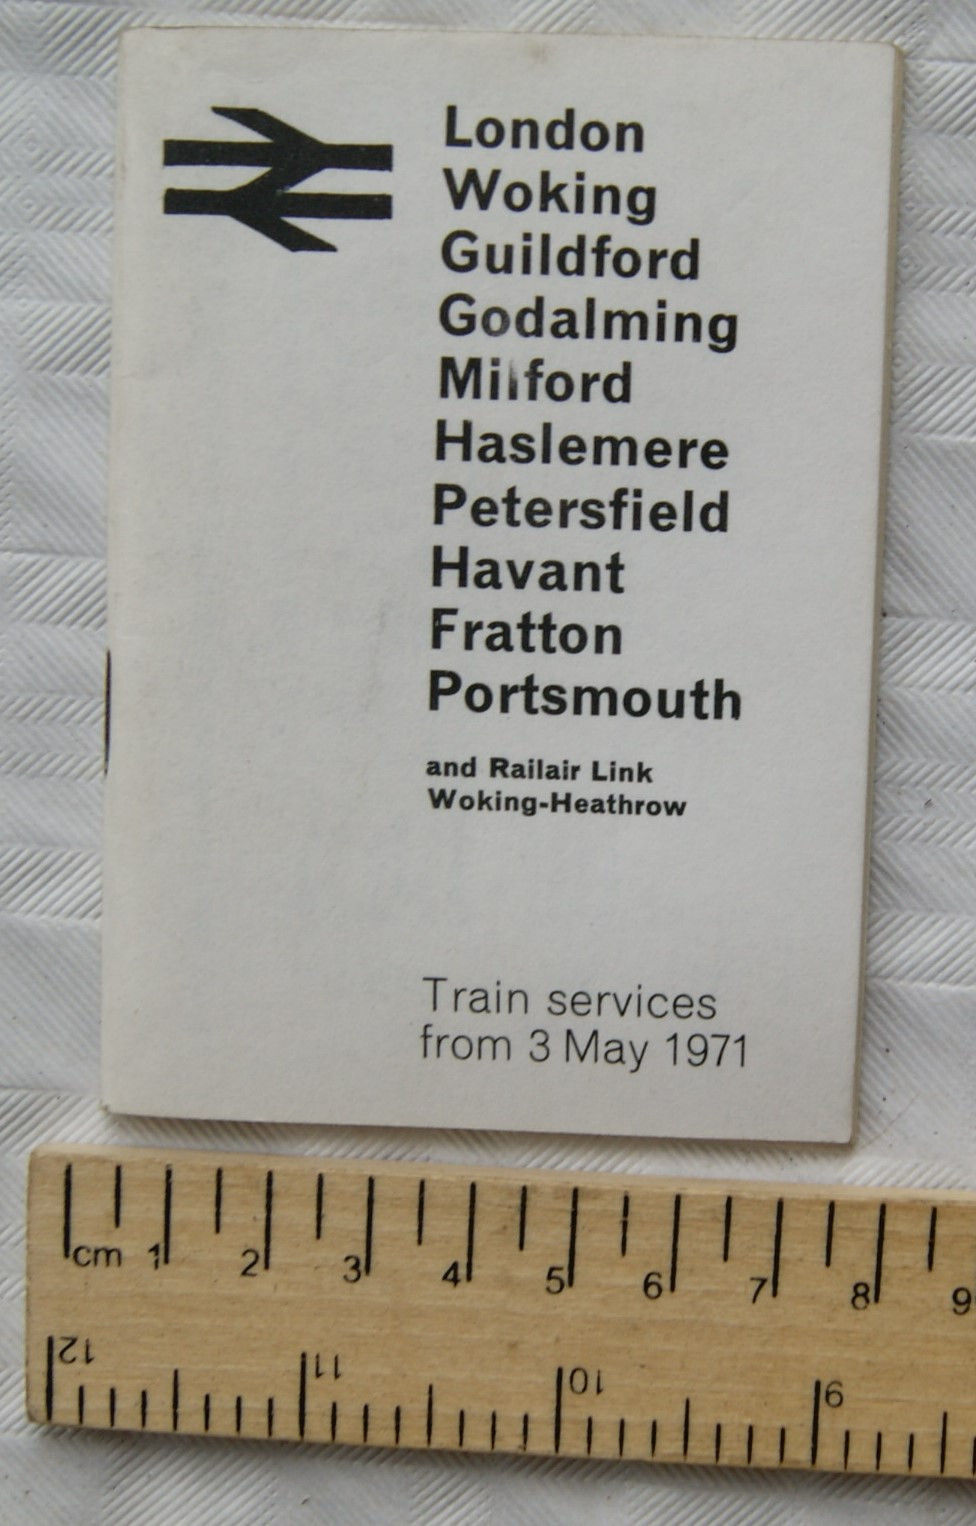 London
Woking
Guildford
Godalming
Milford
Haslemere
Petersfield
Havant
Fratton
Portsmouth
and Railair Link
Woking-Heathrow
Train services
from 3 May 1971
cm 1 2 3 4 5 6 7 8 9
12 11 10 9